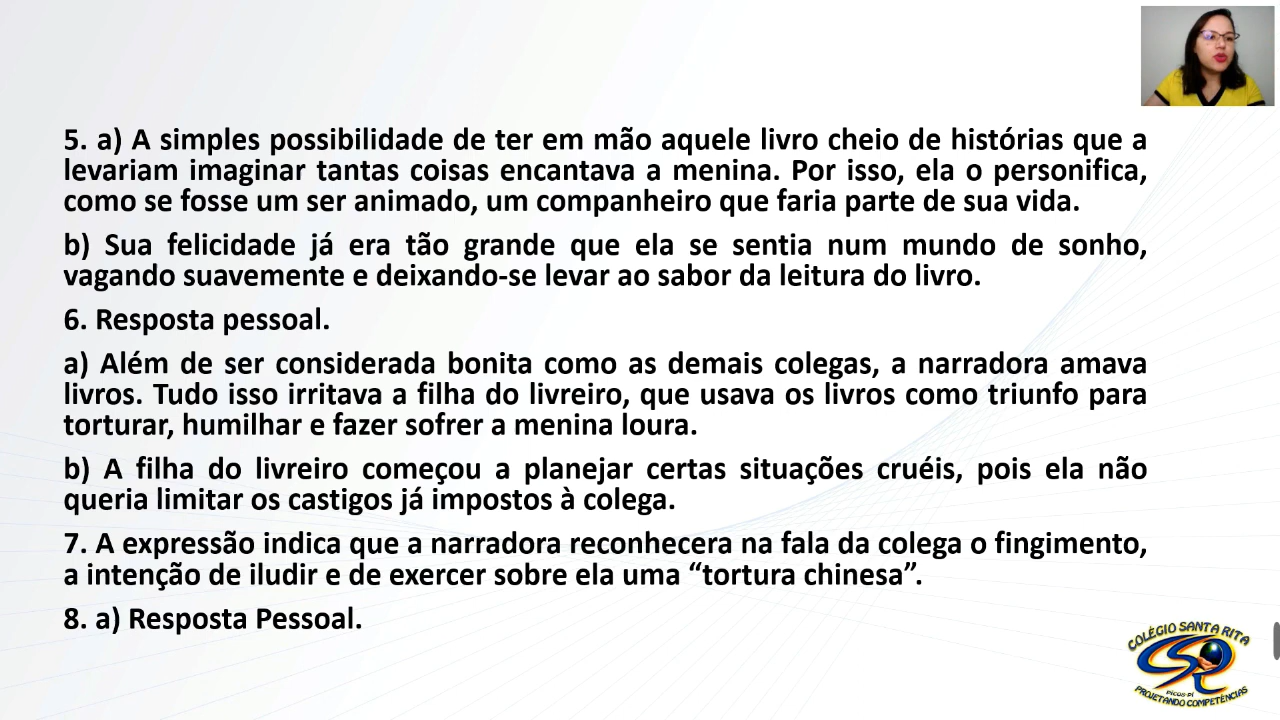 5. a) A simples possibilidade de ter em mão aquele livro cheio de histórias que a
levariam imaginar tantas coisas encantava a menina. Por isso, ela o personifica,
como se fosse um ser animado, um companheiro que faria parte de sua vida.
b) Sua felicidade já era tão grande que ela se sentia num mundo de sonho,
vagando suavemente e deixando-se levar ao sabor da leitura do livro.
6. Resposta pessoal.
a) Além de ser considerada bonita como as demais colegas, a narradora amava
livros. Tudo isso irritava a filha do livreiro, que usava os livros como triunfo para
torturar, humilhar e fazer sofrer a menina loura.
b) A filha do livreiro começou a planejar certas situações cruéis, pois ela não
queria limitar os castigos já impostos à colega.
7. A expressão indica que a narradora reconhecera na fala da colega o fingimento,
a intenção de iludir e de exercer sobre ela uma “tortura chinesa”.
8. a) Resposta Pessoal.
COLÉGIO SANTA RITA
PICOS-PI
PROJETANDO COMPETÊNCIAS